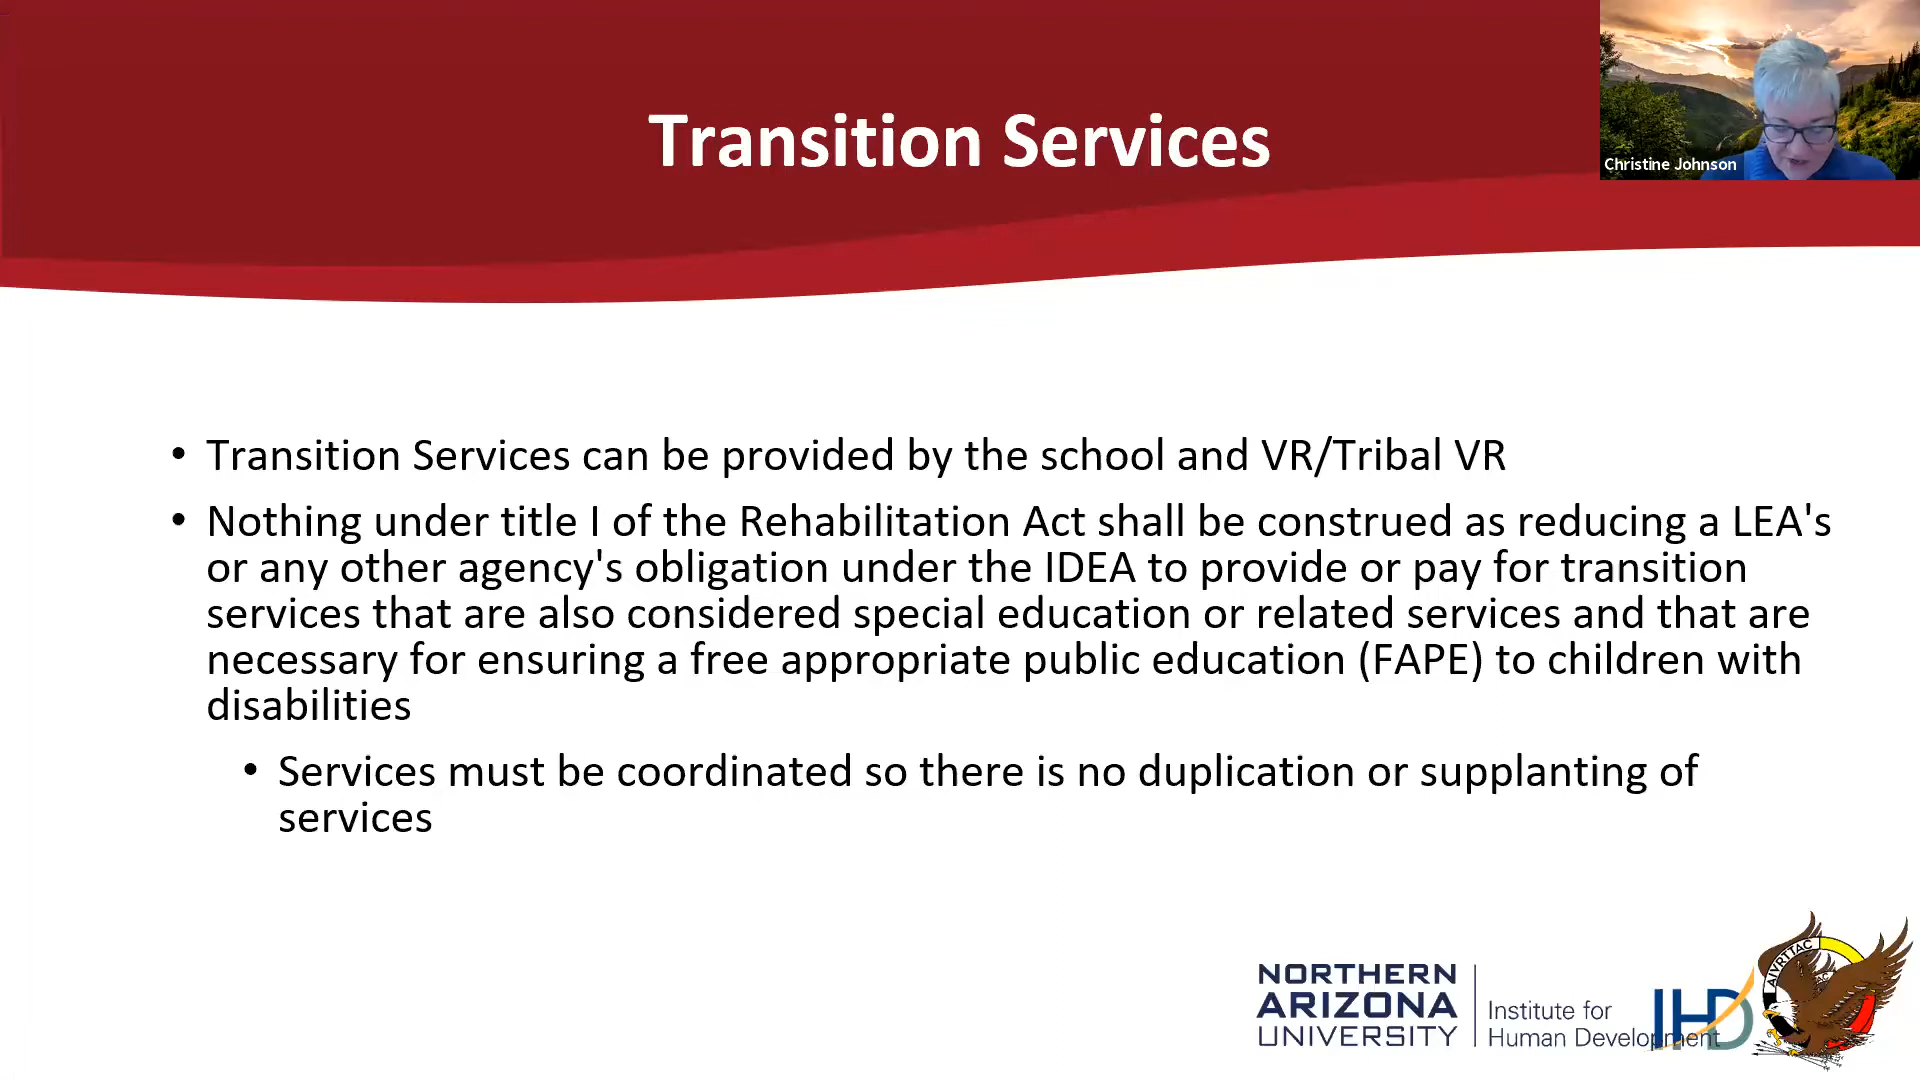 Transition Services
Christine Johnson
• Transition Services can be provided by the school and VR/Tribal VR
• Nothing under title I of the Rehabilitation Act shall be construed as reducing a LEA's
or any other agency's obligation under the IDEA to provide or pay for transition
services that are also considered special education or related services and that are
necessary for ensuring a free appropriate public education (FAPE) to children with
disabilities
• Services must be coordinated so there is no duplication or supplanting of
services
NORTHERN
ARIZONA
UNIVERSITY
Institute for
Human Development
IHD
AIVRTTAC